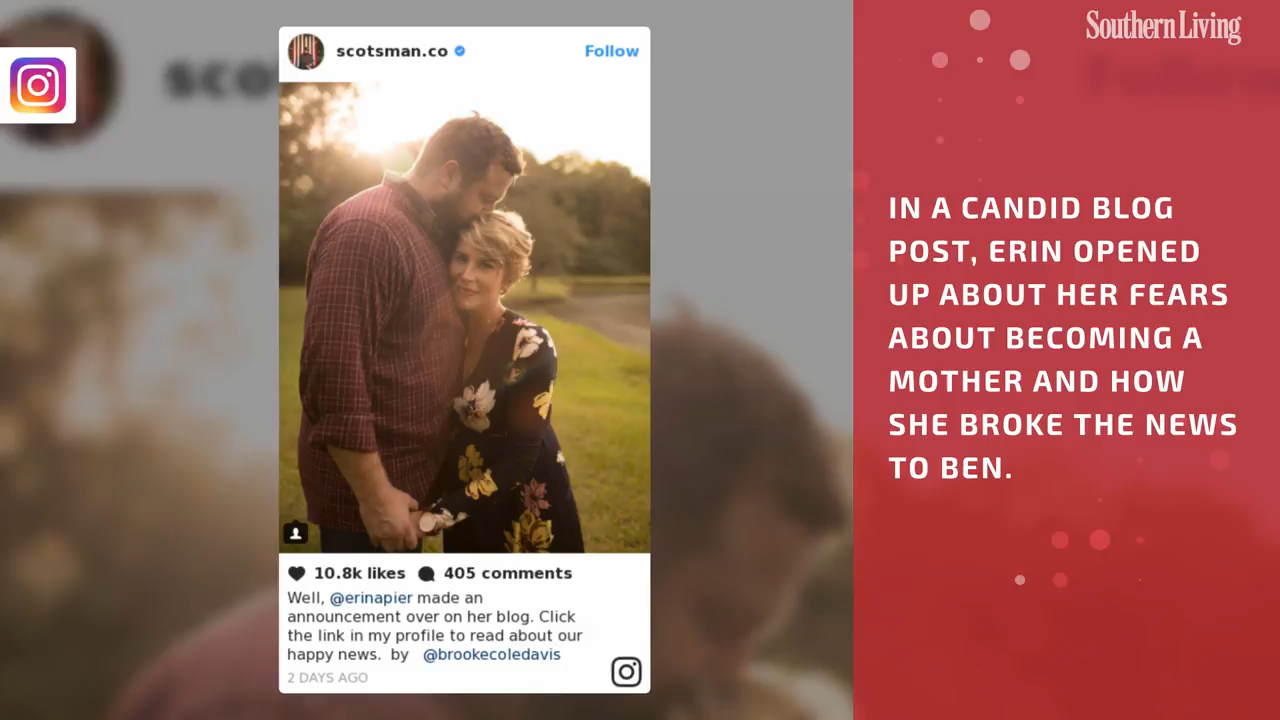 scotsman.co
Follow
10.8k likes 405 comments
Well, @erinapier made an
announcement over on her blog. Click
the link in my profile to read about our
happy news. by @brookecoledavis
2 DAYS AGO
Southern Living
IN A CANDID BLOG
POST, ERIN OPENED
UP ABOUT HER FEARS
ABOUT BECOMING A
MOTHER AND HOW
SHE BROKE THE NEWS
TO BEN.